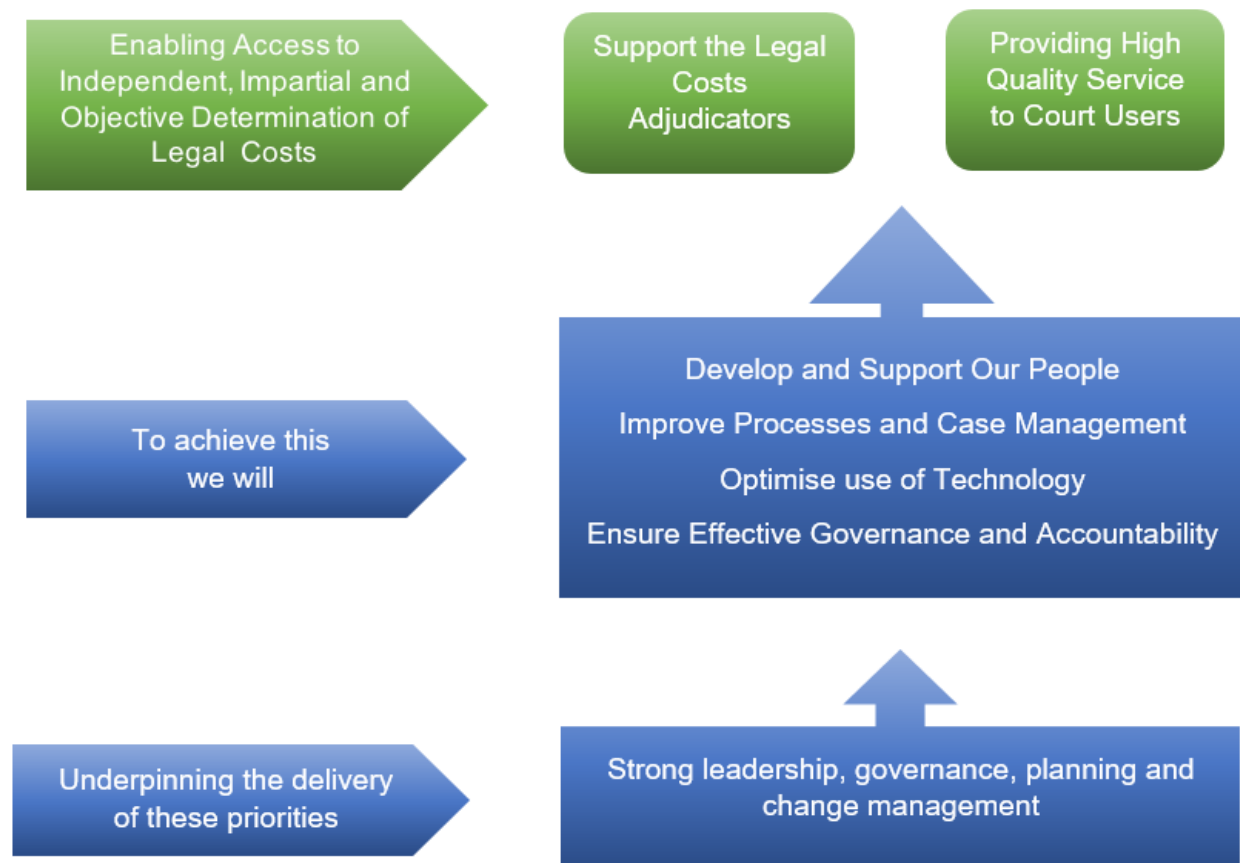 Enabling Access to
Independent, Impartial and
Objective Determination of
Legal Costs
Support the Legal
Costs
Adjudicators
Providing High
Quality Service
to Court Users
To achieve this
we will
Develop and Support Our People
Improve Processes and Case Management
Optimise use of Technology
Ensure Effective Governance and Accountability
Underpinning the delivery
of these priorities
Strong leadership, governance, planning and
change management